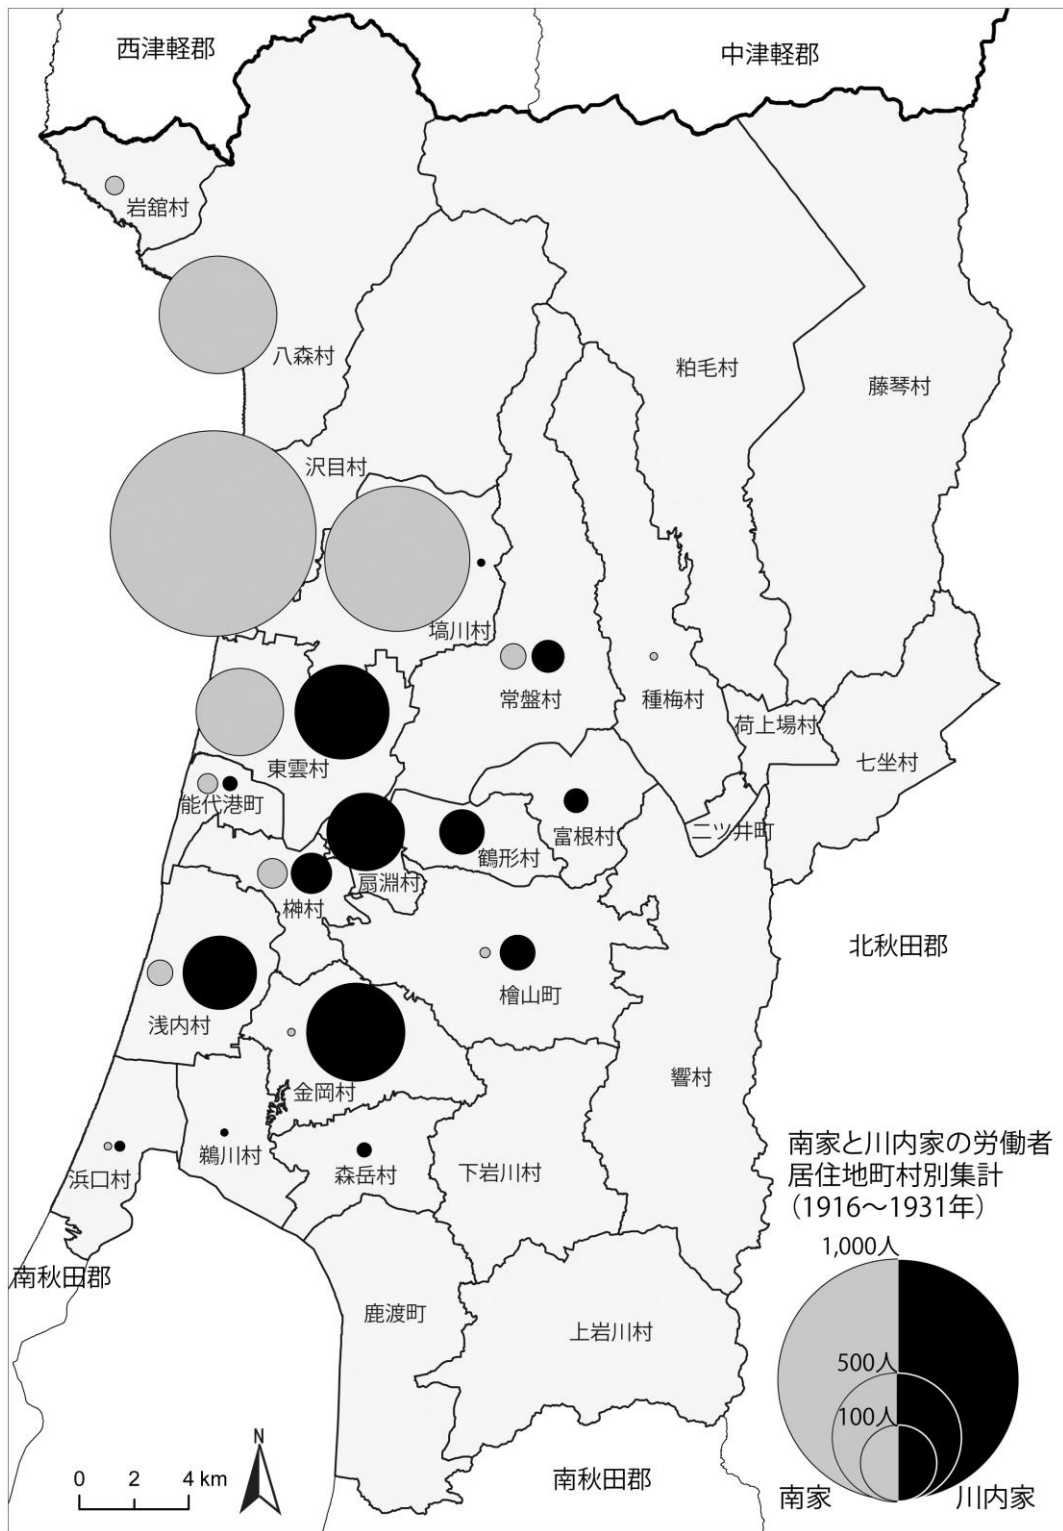 西津軽郡
中津軽郡
岩舘村
八森村
粕毛村
藤琴村
沢目村
塙川村
常盤村
種梅村
荷上場村
七坐村
東雲村
能代港町
鶴形村
富根村
二ツ井町
扇淵村
榊村
檜山町
北秋田郡
浅内村
金岡村
響村
浜口村
鵜川村
森岳村
下岩川村
南秋田郡
鹿渡町
上岩川村
南秋田郡
南家と川内家の労働者
居住地町村別集計
(1916～1931年)
1,000人
500人
100人
南家 川内家
N
0 2 4 km